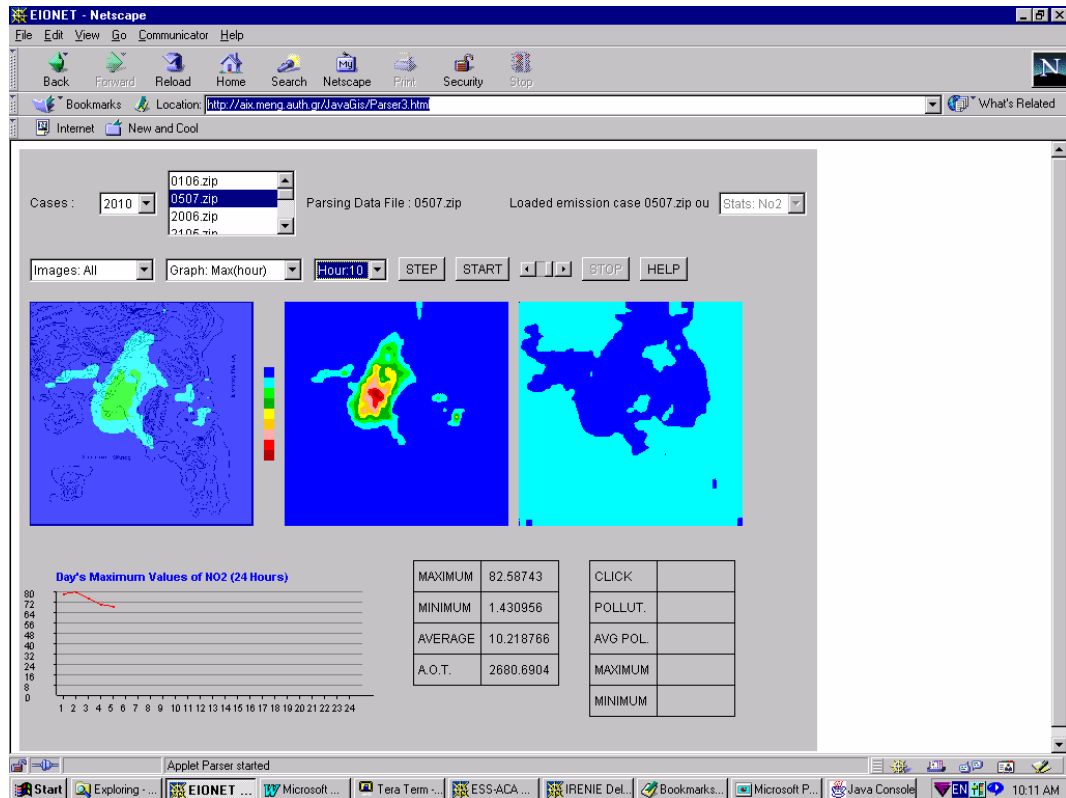 EIONET - Netscape
File Edit View Go Communicator Help
Back Forward Reload Home Search Netscape Print Security Stop
My
N
Bookmarks Location: http://aix.meng.auth.gr/JavaGis/Parser3.html What's Related
Internet New and Cool
Cases : 2010 0106.zip
0507.zip Parsing Data File : 0507.zip Loaded emission case 0507.zip ou Stats: No2
2006.zip
2106.zip
Images: All Graph: Max(hour) Hour:10 STEP START STOP HELP
Day's Maximum Values of NO2 (24 Hours)
80
72
64
56
48
40
32
24
16
8
0
1 2 3 4 5 6 7 8 9 10 11 12 13 14 15 16 17 18 19 20 21 22 23 24
MAXIMUM 82.58743
MINIMUM 1.430956
AVERAGE 10.218766
A.O.T. 2680.6904
CLICK
POLLUT.
AVG POL.
MAXIMUM
MINIMUM
Applet Parser started
Start Exploring - ... EIONET ... Microsoft ... Tera Term -... ESS-ACA ... IRENIE Del... Bookmarks... Microsoft P... Java Console EN 10:11 AM